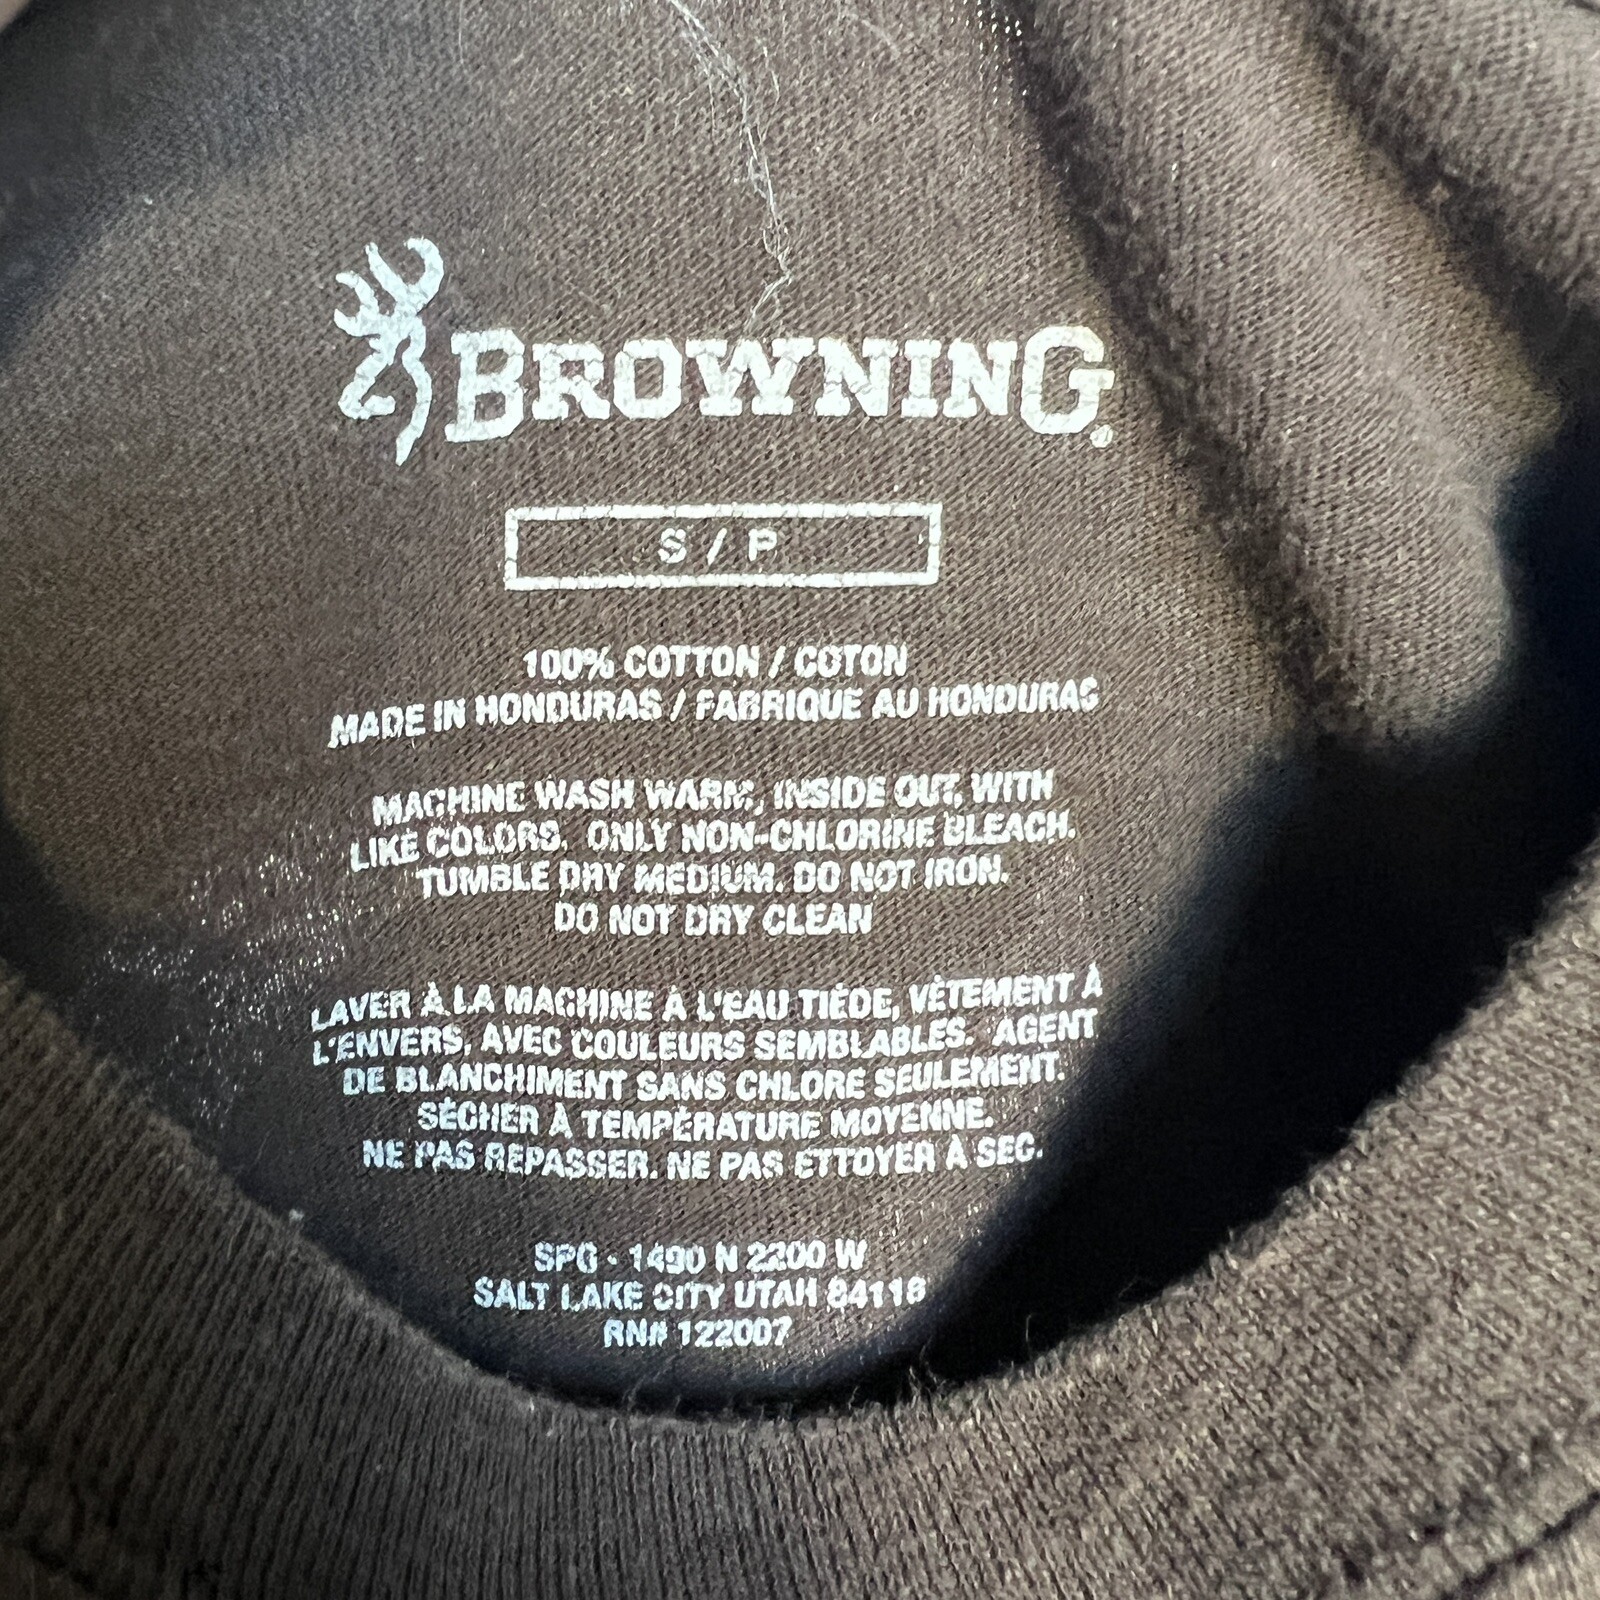 BROWNING
S / P
100% COTTON / COTON
MADE IN HONDURAS / FABRIQUE AU HONDURAS
MACHINE WASH WARM, INSIDE OUT, WITH
LIKE COLORS. ONLY NON-CHLORINE BLEACH.
TUMBLE DRY MEDIUM. DO NOT IRON.
DO NOT DRY CLEAN
LAVER À LA MACHINE À L'EAU TIÈDE, VÊTEMENT À
L'ENVERS, AVEC COULEURS SEMBLABLES. AGENT
DE BLANCHIMENT SANS CHLORE SEULEMENT.
SÉCHER À TEMPÉRATURE MOYENNE.
NE PAS REPASSER. NE PAS ETTOYER À SEC.
SPG - 1490 N 2200 W
SALT LAKE CITY UTAH 84116
RN# 122007